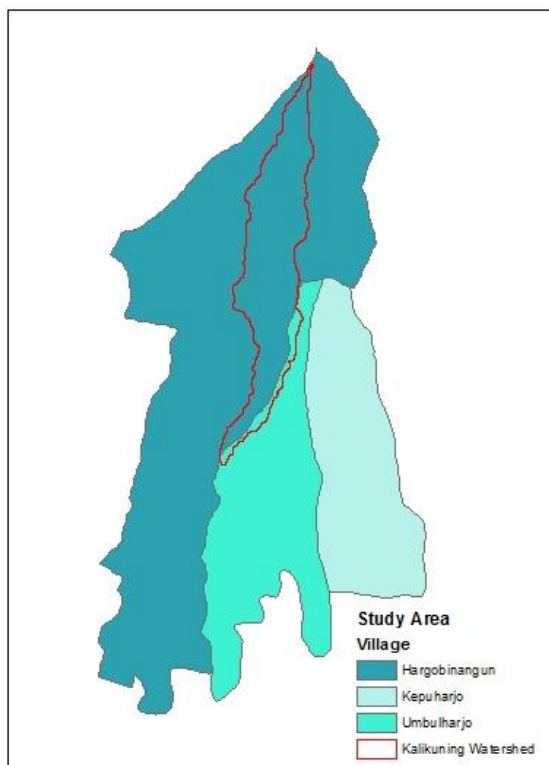 Study Area
Village
Hargobinangun
Kepuharjo
Umbulharjo
Kalikuning Watershed